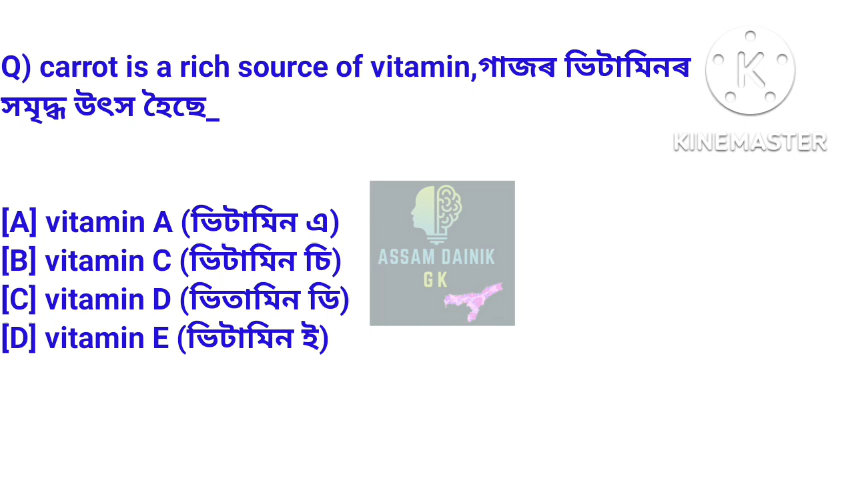 Q) carrot is a rich source of vitamin,গাজৰ ভিটামিনৰ
সমৃদ্ধ উৎস হৈছে_
KINEMASTER
[A] vitamin A (ভিটামিন এ)
[B] vitamin C (ভিটামিন চি)
[C] vitamin D (ভিতামিন ডি)
[D] vitamin E (ভিটামিন ই)
ASSAM DAINIK
GK